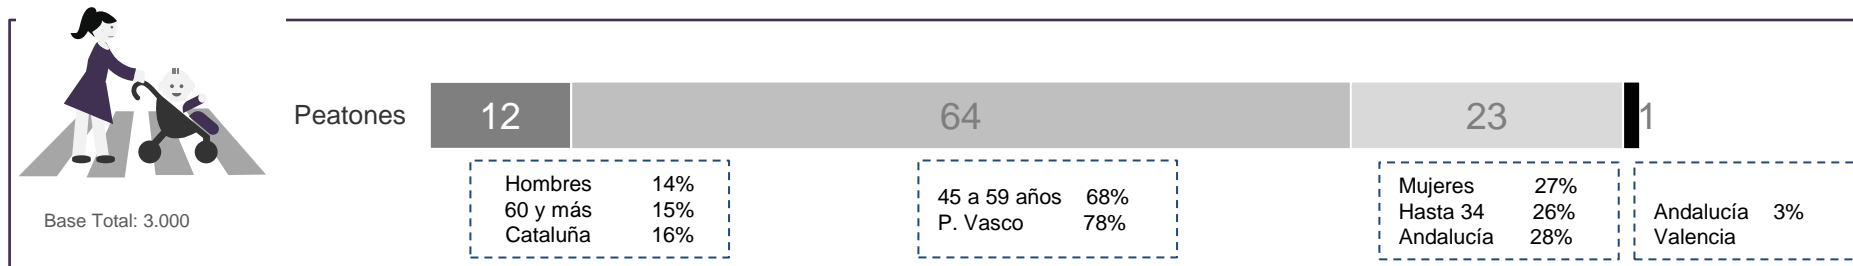 Peatones
12
64
23
1
Hombres 14%
60 y más 15%
Cataluña 16%
45 a 59 años 68%
P. Vasco 78%
Mujeres 27%
Hasta 34 26%
Andalucía 28%
Andalucía 3%
Valencia
Base Total: 3.000